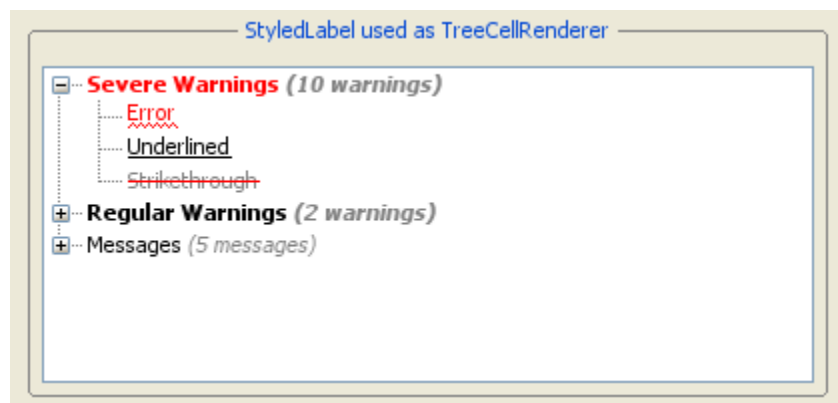 StyledLabel used as TreeCellRenderer
Severe Warnings (10 warnings)
Error
Underlined
Strikethrough
Regular Warnings (2 warnings)
Messages (5 messages)